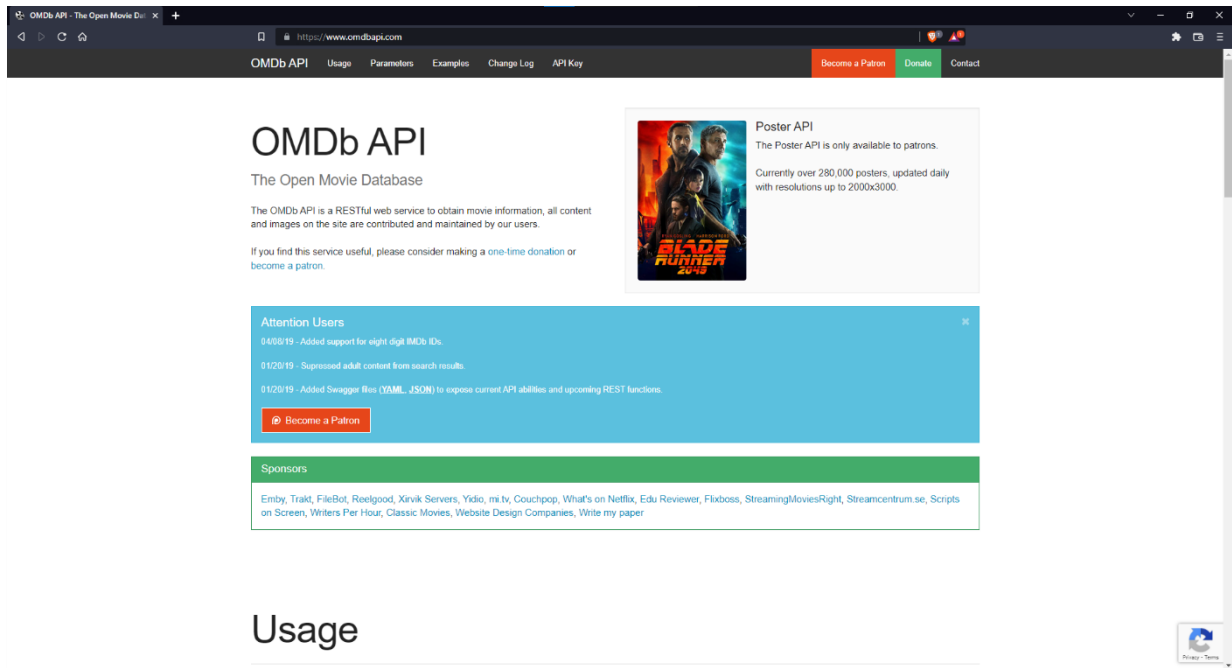 OMDb API - The Open Movie Dat
https://www.omdbapi.com
OMDb API Usage Parameters Examples Change Log API Key Become a Patron Donate Contact
OMDb API
The Open Movie Database
The OMDb API is a RESTful web service to obtain movie information, all content
and images on the site are contributed and maintained by our users.
If you find this service useful, please consider making a one-time donation or
become a patron.
BLADE
RUNNER
2049
Poster API
The Poster API is only available to patrons.
Currently over 280,000 posters, updated daily
with resolutions up to 2000x3000.
Attention Users
04/08/19 - Added support for eight digit IMDb IDs.
01/20/19 - Supressed adult content from search results.
01/20/19 - Added Swagger files (YAML, JSON) to expose current API abilities and upcoming REST functions.
Become a Patron
Sponsors
Emby, Trakt, FileBot, Reelgood, Xirvik Servers, Yidio, mi.tv, Couchpop, What's on Netflix, Edu Reviewer, Flixboss, StreamingMoviesRight, Streamcentrum.se, Scripts
on Screen, Writers Per Hour, Classic Movies, Website Design Companies, Write my paper
Usage
Privacy - Terms